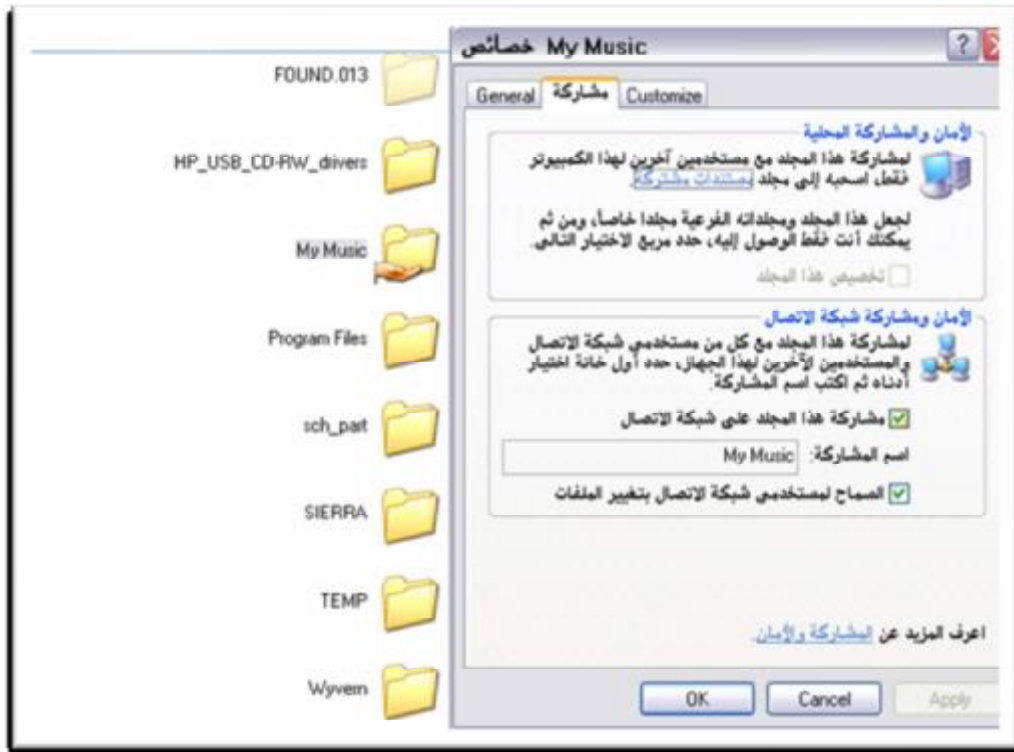 FOUND.013
HP_USB_CD-RW_drivers
My Music
Program Files
sch_part
SIERRA
TEMP
Wyvern
خصائص My Music
General مشاركة Customize
الأمان والمشاركة المحلية
لمشاركة هذا المجلد مع مستخدمين آخرين لهذا الكمبيوتر
فقط، اسحبه إلى مجلد مستندات مشتركة.
لجعل هذا المجلد ومجلداته الفرعية مجلدا خاصاً، ومن ثم
يمكنك أنت فقط الوصول إليه، حدد مربع الاختيار التالي.
تخصيص هذا المجلد
الأمان ومشاركة شبكة الاتصال
لمشاركة هذا المجلد مع كل من مستخدمي شبكة الاتصال
والمستخدمين الآخرين لهذا الجهاز، حدد أول خانة اختيار
أدناه ثم اكتب اسم المشاركة.
مشاركة هذا المجلد على شبكة الاتصال
اسم المشاركة: My Music
السماح لمستخدمي شبكة الاتصال بتغيير الملفات
اعرف المزيد عن المشاركة والأمان.
OK Cancel Apply